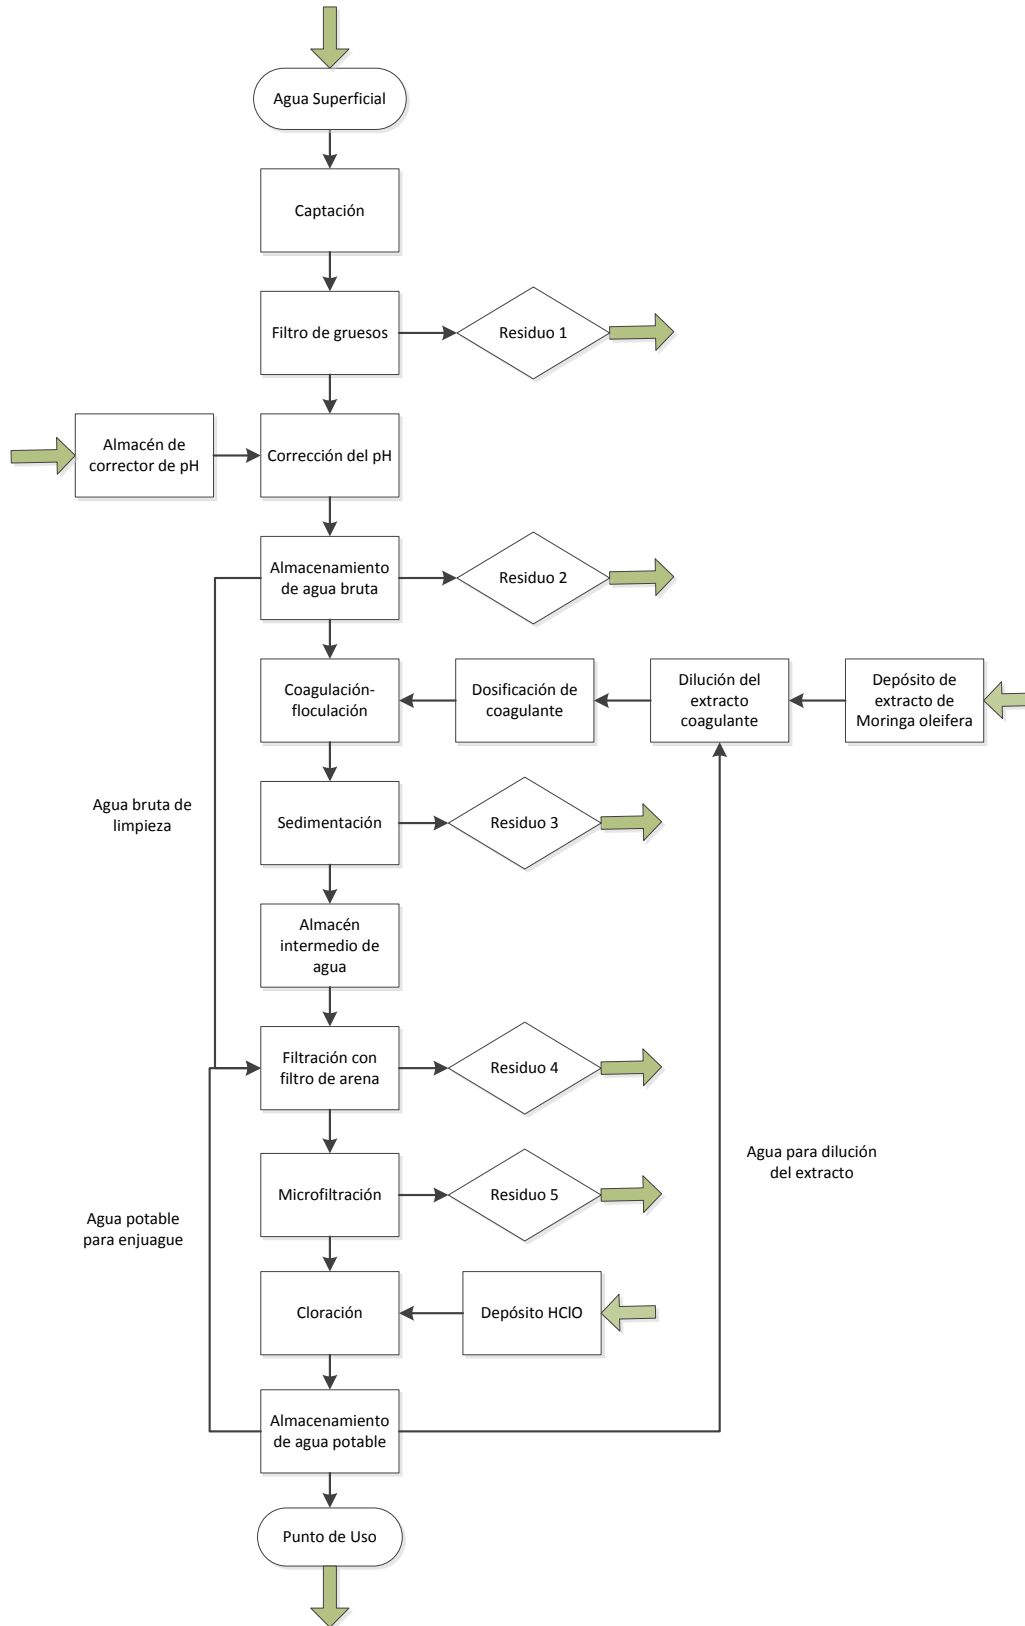 Agua Superficial
Captación
Filtro de gruesos
Residuo 1
Almacén de
corrector de pH
Corrección del pH
Almacenamiento
de agua bruta
Residuo 2
Coagulación-
floculación
Dosificación de
coagulante
Dilución del
extracto
coagulante
Depósito de
extracto de
Moringa oleifera
Agua bruta de
limpieza
Sedimentación
Residuo 3
Almacén
intermedio de
agua
Filtración con
filtro de arena
Residuo 4
Agua para dilución
del extracto
Microfiltración
Residuo 5
Agua potable
para enjuague
Cloración
Depósito HClO
Almacenamiento
de agua potable
Punto de Uso